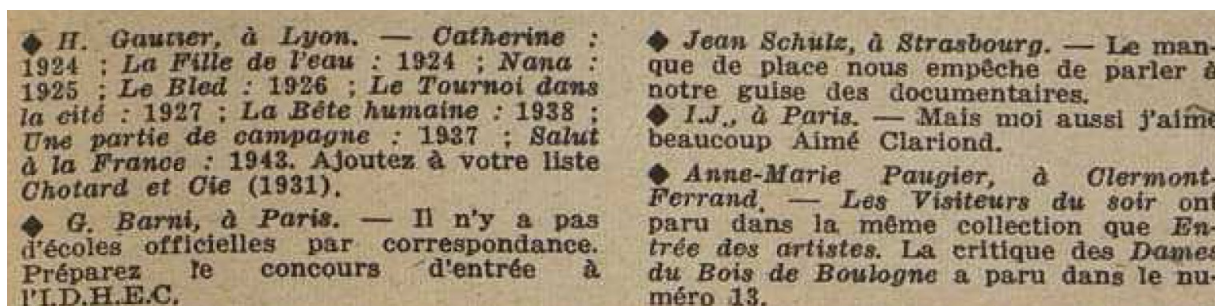 ◆ H. Gautier, à Lyon. — Catherine :
1924 ; La Fille de l'eau : 1924 ; Nana :
1925 ; Le Bled : 1926 ; Le Tournoi dans
la cité : 1927 ; La Bête humaine : 1938 ;
Une partie de campagne : 1937 ; Salut
à la France : 1943. Ajoutez à votre liste
Chotard et Cie (1931).
◆ G. Barni, à Paris. — Il n'y a pas
d'écoles officielles par correspondance.
Préparez le concours d'entrée à
l'I.D.H.E.C.
◆ Jean Schulz, à Strasbourg. — Le man-
que de place nous empêche de parler à
notre guise des documentaires.
◆ I.J., à Paris. — Mais moi aussi j'aime
beaucoup Aimé Clariond.
◆ Anne-Marie Paugier, à Clermont-
Ferrand. — Les Visiteurs du soir ont
paru dans la même collection que En-
trée des artistes. La critique des Dames
du Bois de Boulogne a paru dans le nu-
méro 13.